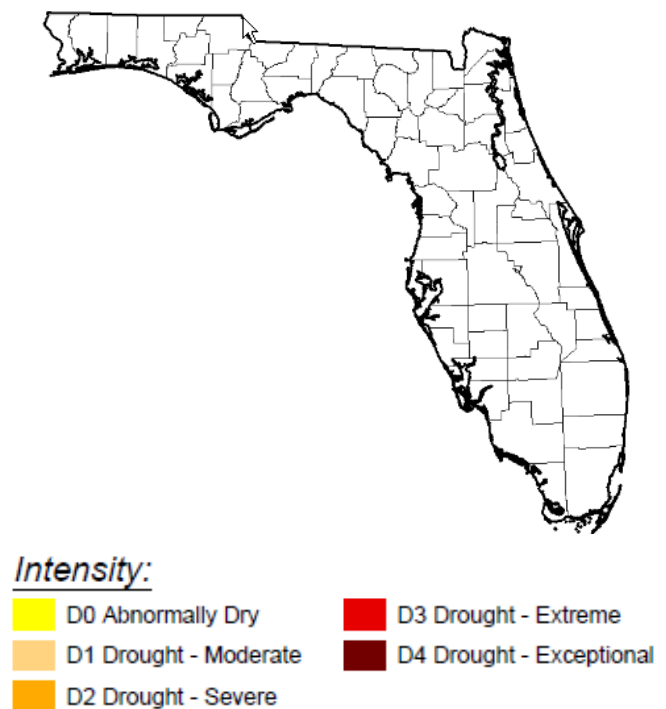 Intensity:
D0 Abnormally Dry
D1 Drought - Moderate
D2 Drought - Severe
D3 Drought - Extreme
D4 Drought - Exceptional